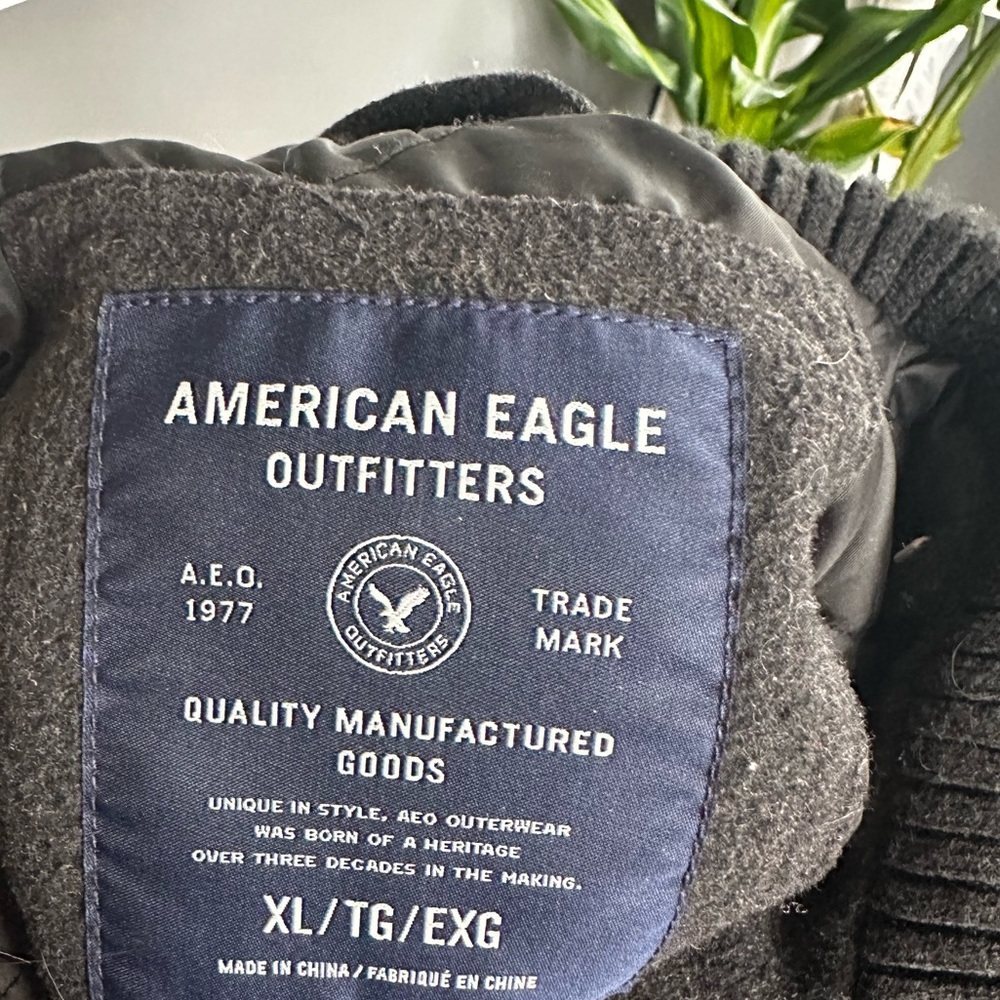 AMERICAN EAGLE
OUTFITTERS
A.E.O.
1977
AMERICAN EAGLE
OUTFITTERS
TRADE
MARK
QUALITY MANUFACTURED
GOODS
UNIQUE IN STYLE, AEO OUTERWEAR
WAS BORN OF A HERITAGE
OVER THREE DECADES IN THE MAKING.
XL/TG/EXG
MADE IN CHINA/FABRIQUÉ EN CHINE